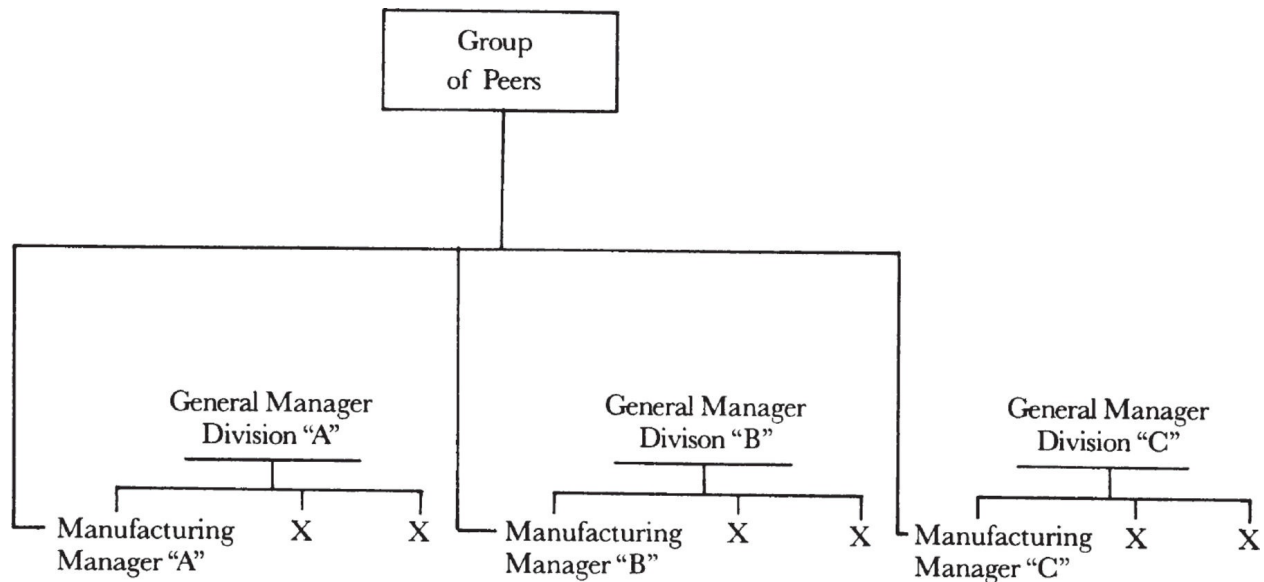 Group
of Peers
General Manager
Division “A”
General Manager
Divison “B”
General Manager
Division “C”
Manufacturing
Manager “A”
X
X
Manufacturing
Manager “B”
X
X
Manufacturing
Manager “C”
X
X